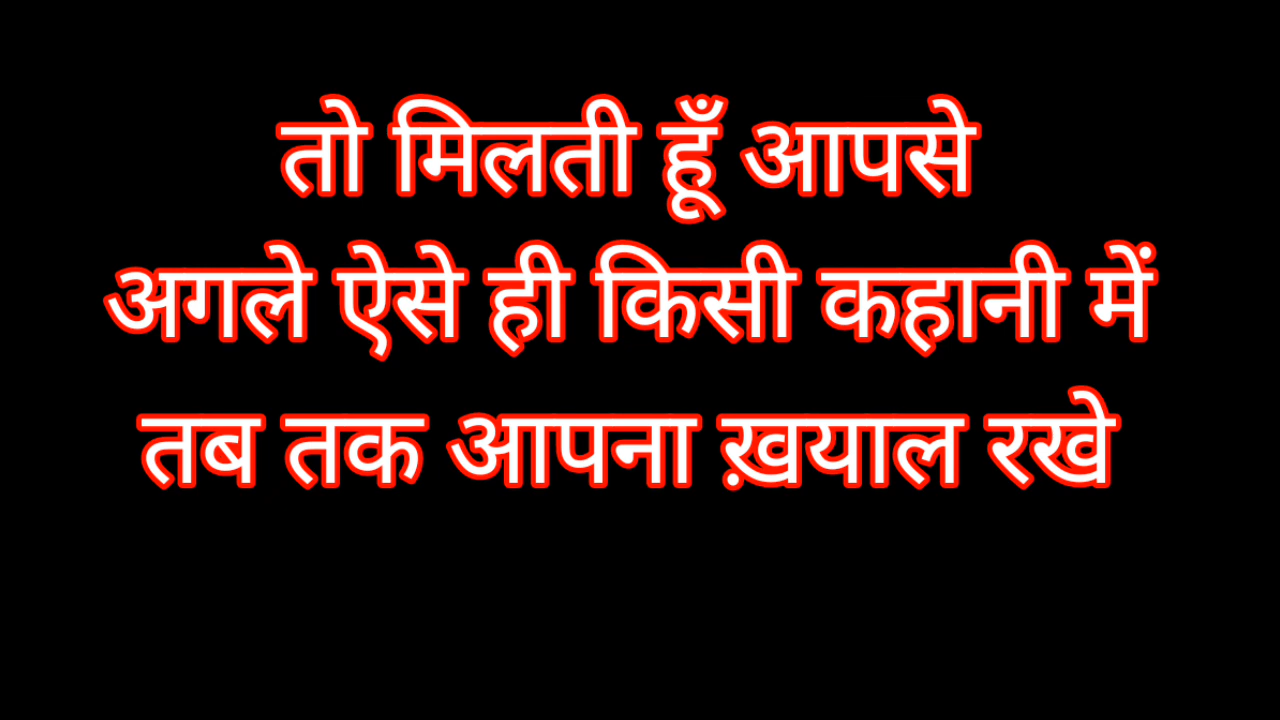 तो मिलती हूँ आपसे
अगले ऐसे ही किसी कहानी में
तब तक आपना ख़याल रखे